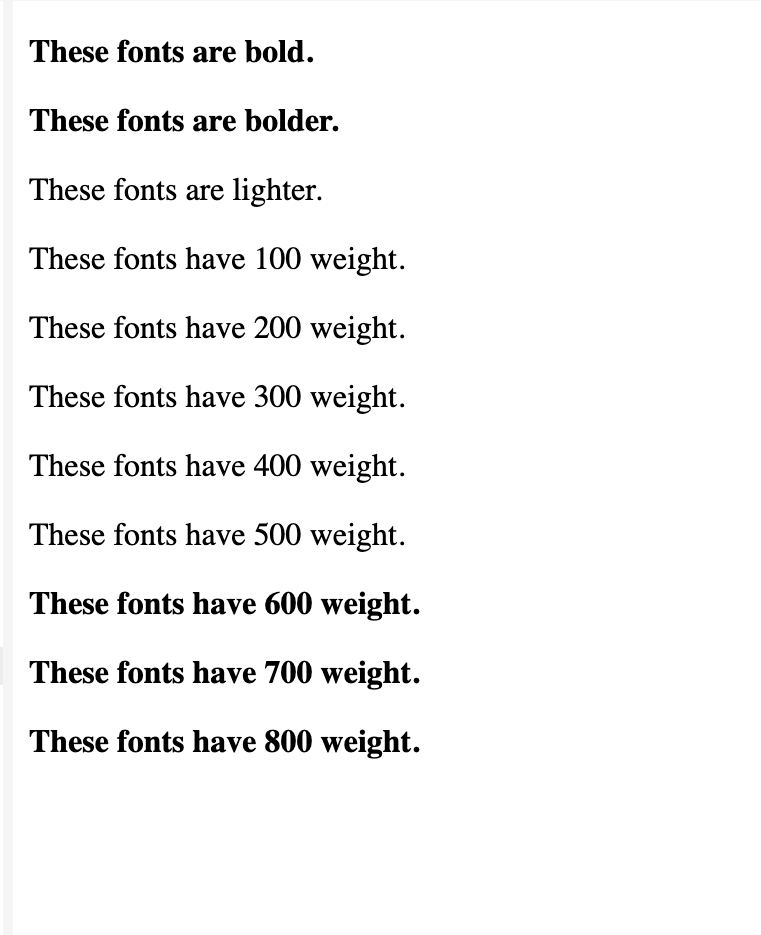 These fonts are bold.
These fonts are bolder.
These fonts are lighter.
These fonts have 100 weight.
These fonts have 200 weight.
These fonts have 300 weight.
These fonts have 400 weight.
These fonts have 500 weight.
These fonts have 600 weight.
These fonts have 700 weight.
These fonts have 800 weight.